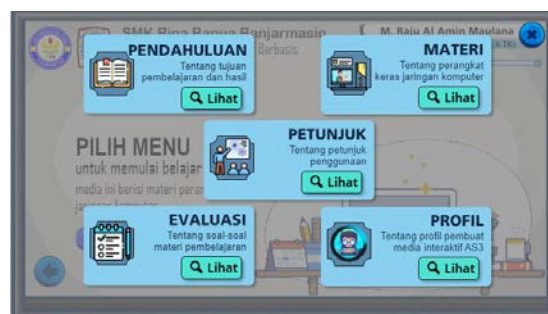 SMK Bina Banua Banjarmasin
M. Raju Al Amin Maulana
Berbasis
PENDAHULUAN
Tentang tujuan
pembelajaran dan hasil
Lihat
MATERI
Tentang perangkat
keras jaringan komputer
Lihat
PILIH MENU
untuk memulai belajar
media ini berisi materi
jaringan komputer
PETUNJUK
Tentang petunjuk
penggunaan
Lihat
EVALUASI
Tentang soal-soal
materi pembelajaran
Lihat
PROFIL
Tentang profil pembuat
media interaktif AS3
Lihat